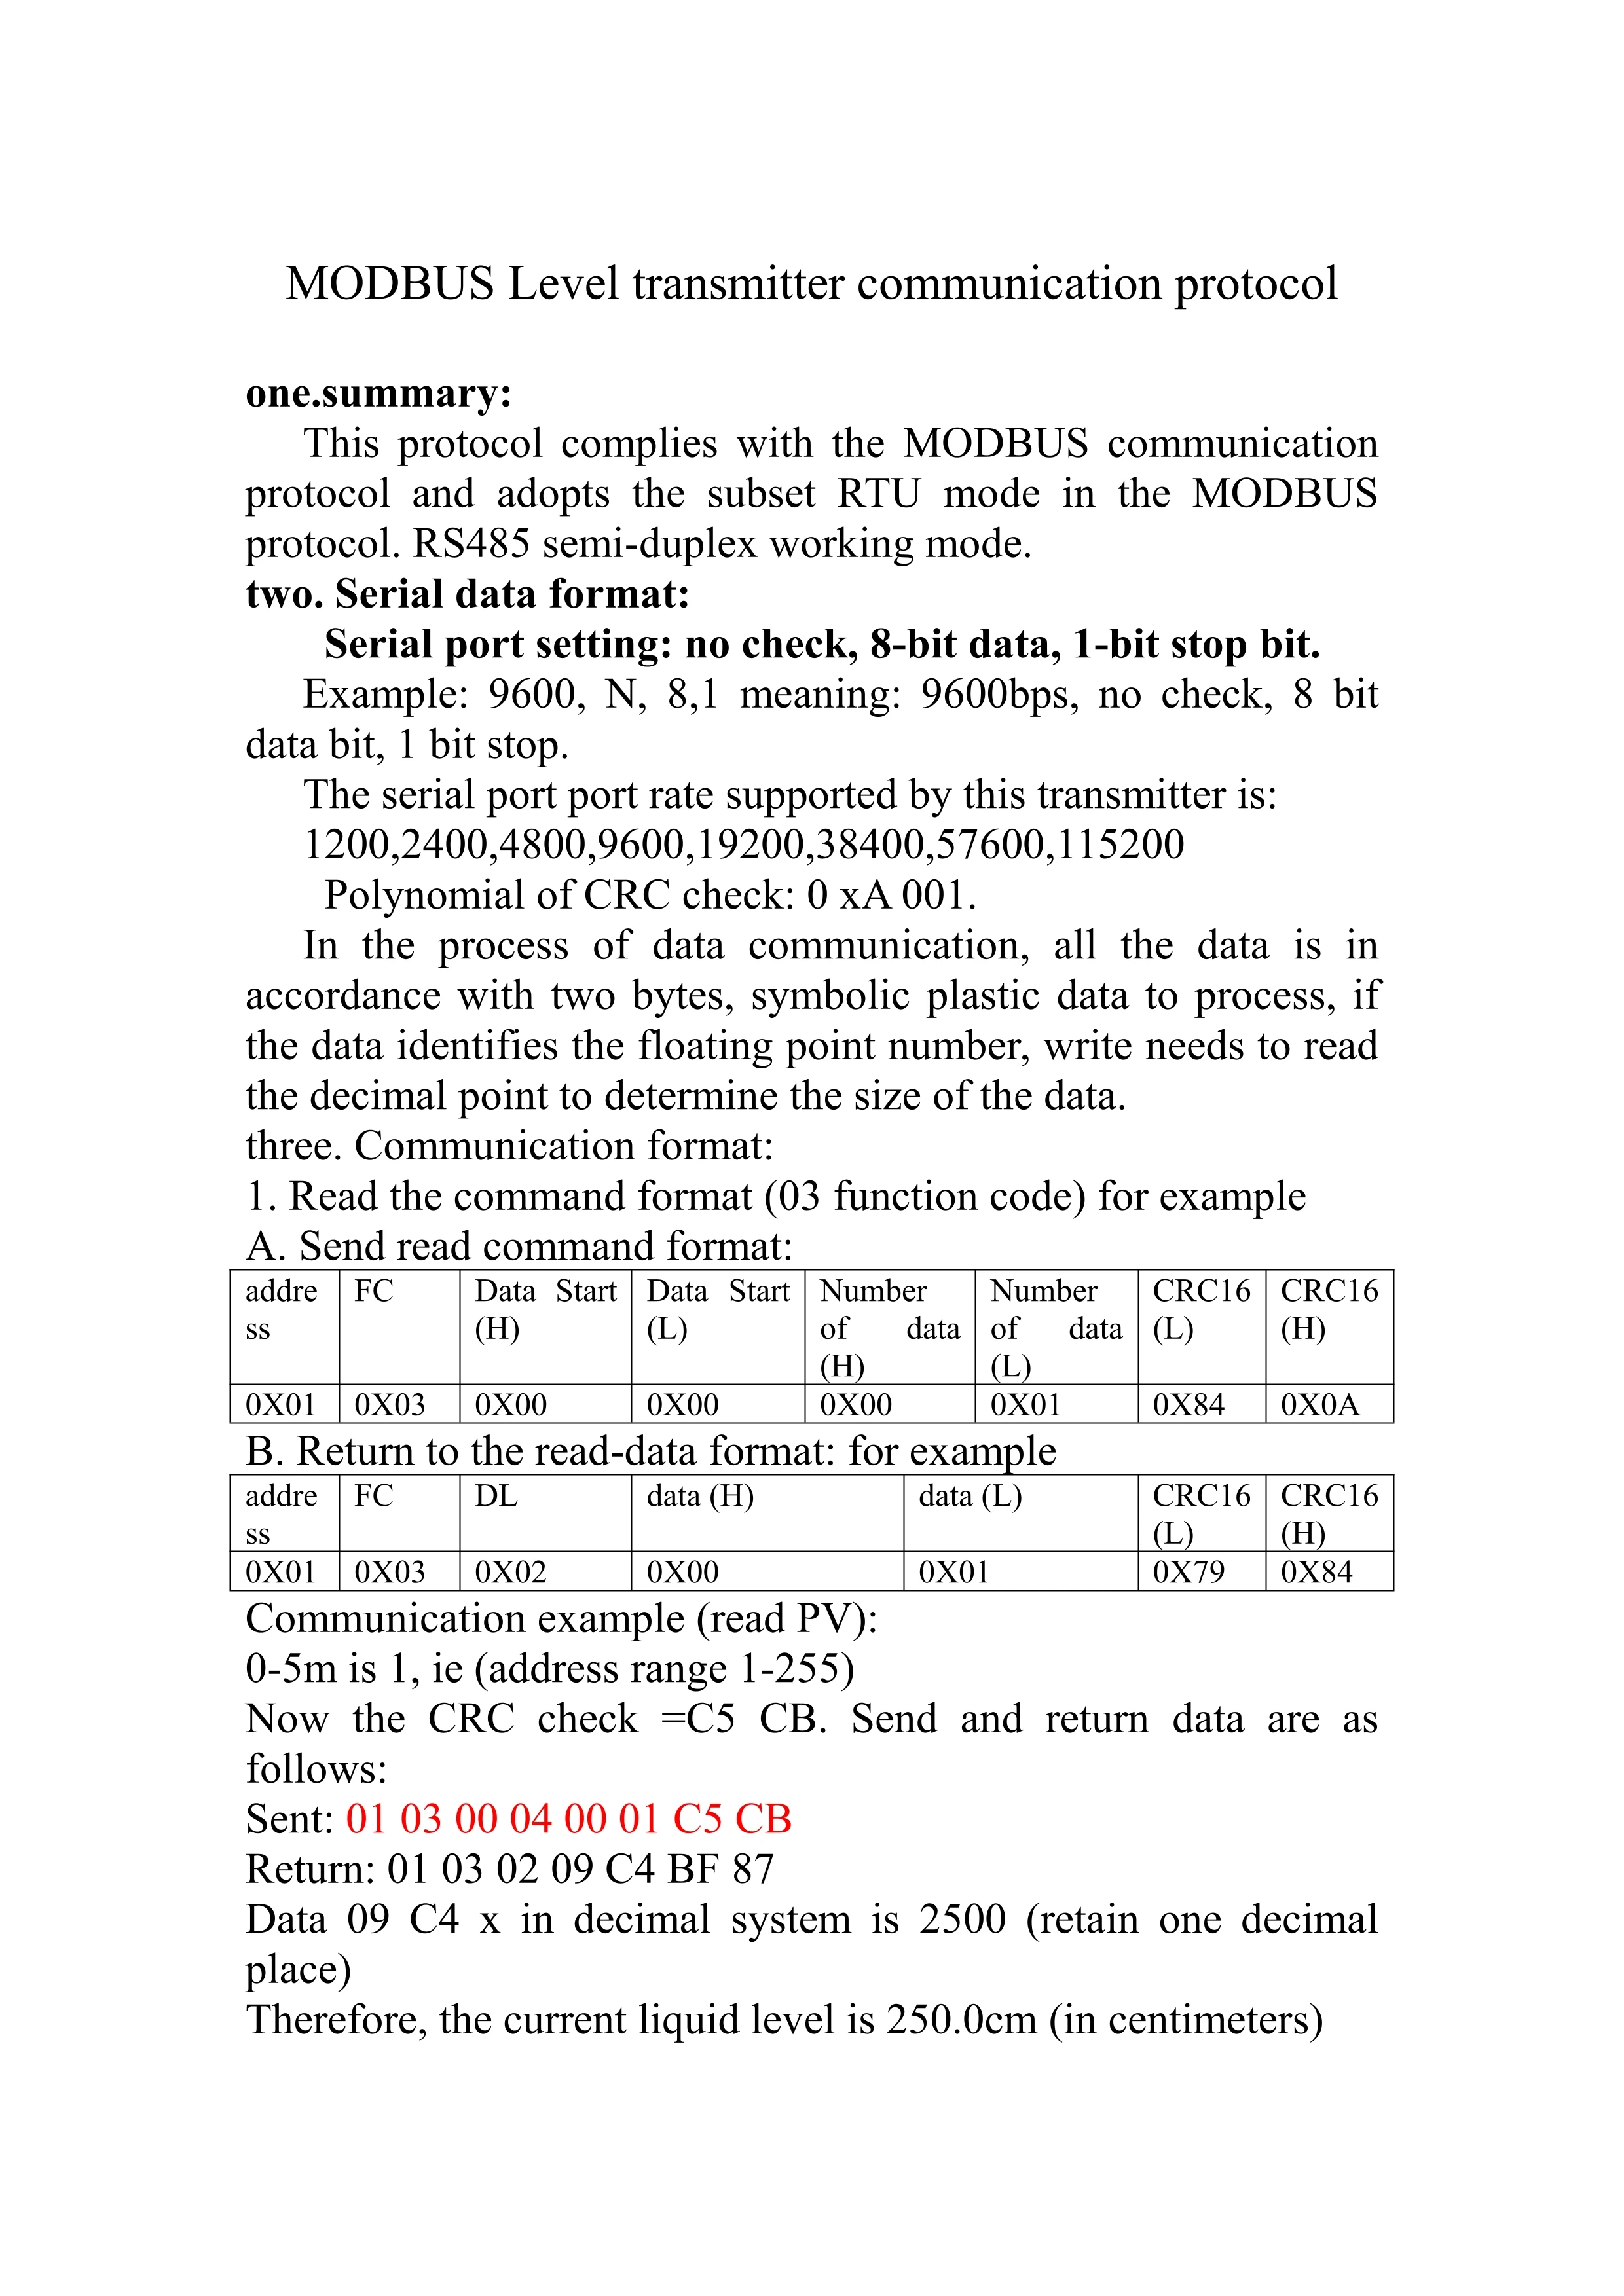 MODBUS Level transmitter communication protocol
one.summary:
This protocol complies with the MODBUS communication
protocol and adopts the subset RTU mode in the MODBUS
protocol. RS485 semi-duplex working mode.
two. Serial data format:
Serial port setting: no check, 8-bit data, 1-bit stop bit.
Example: 9600, N, 8,1 meaning: 9600bps, no check, 8 bit
data bit, 1 bit stop.
The serial port port rate supported by this transmitter is:
1200,2400,4800,9600,19200,38400,57600,115200
Polynomial of CRC check: 0 xA 001.
In the process of data communication, all the data is in
accordance with two bytes, symbolic plastic data to process, if
the data identifies the floating point number, write needs to read
the decimal point to determine the size of the data.
three. Communication format:
1. Read the command format (03 function code) for example
A. Send read command format:
addre FC Data Start Data Start Number Number CRC16 CRC16
ss (H) (L) of data of data (L) (H)
(H) (L)
0X01 0X03 0X00 0X00 0X00 0X01 0X84 0X0A
B. Return to the read-data format: for example
addre FC DL data (H) data (L) CRC16 CRC16
ss (L) (H)
0X01 0X03 0X02 0X00 0X01 0X79 0X84
Communication example (read PV):
0-5m is 1, ie (address range 1-255)
Now the CRC check =C5 CB. Send and return data are as
follows:
Sent: 01 03 00 04 00 01 C5 CB
Return: 01 03 02 09 C4 BF 87
Data 09 C4 x in decimal system is 2500 (retain one decimal
place)
Therefore, the current liquid level is 250.0cm (in centimeters)